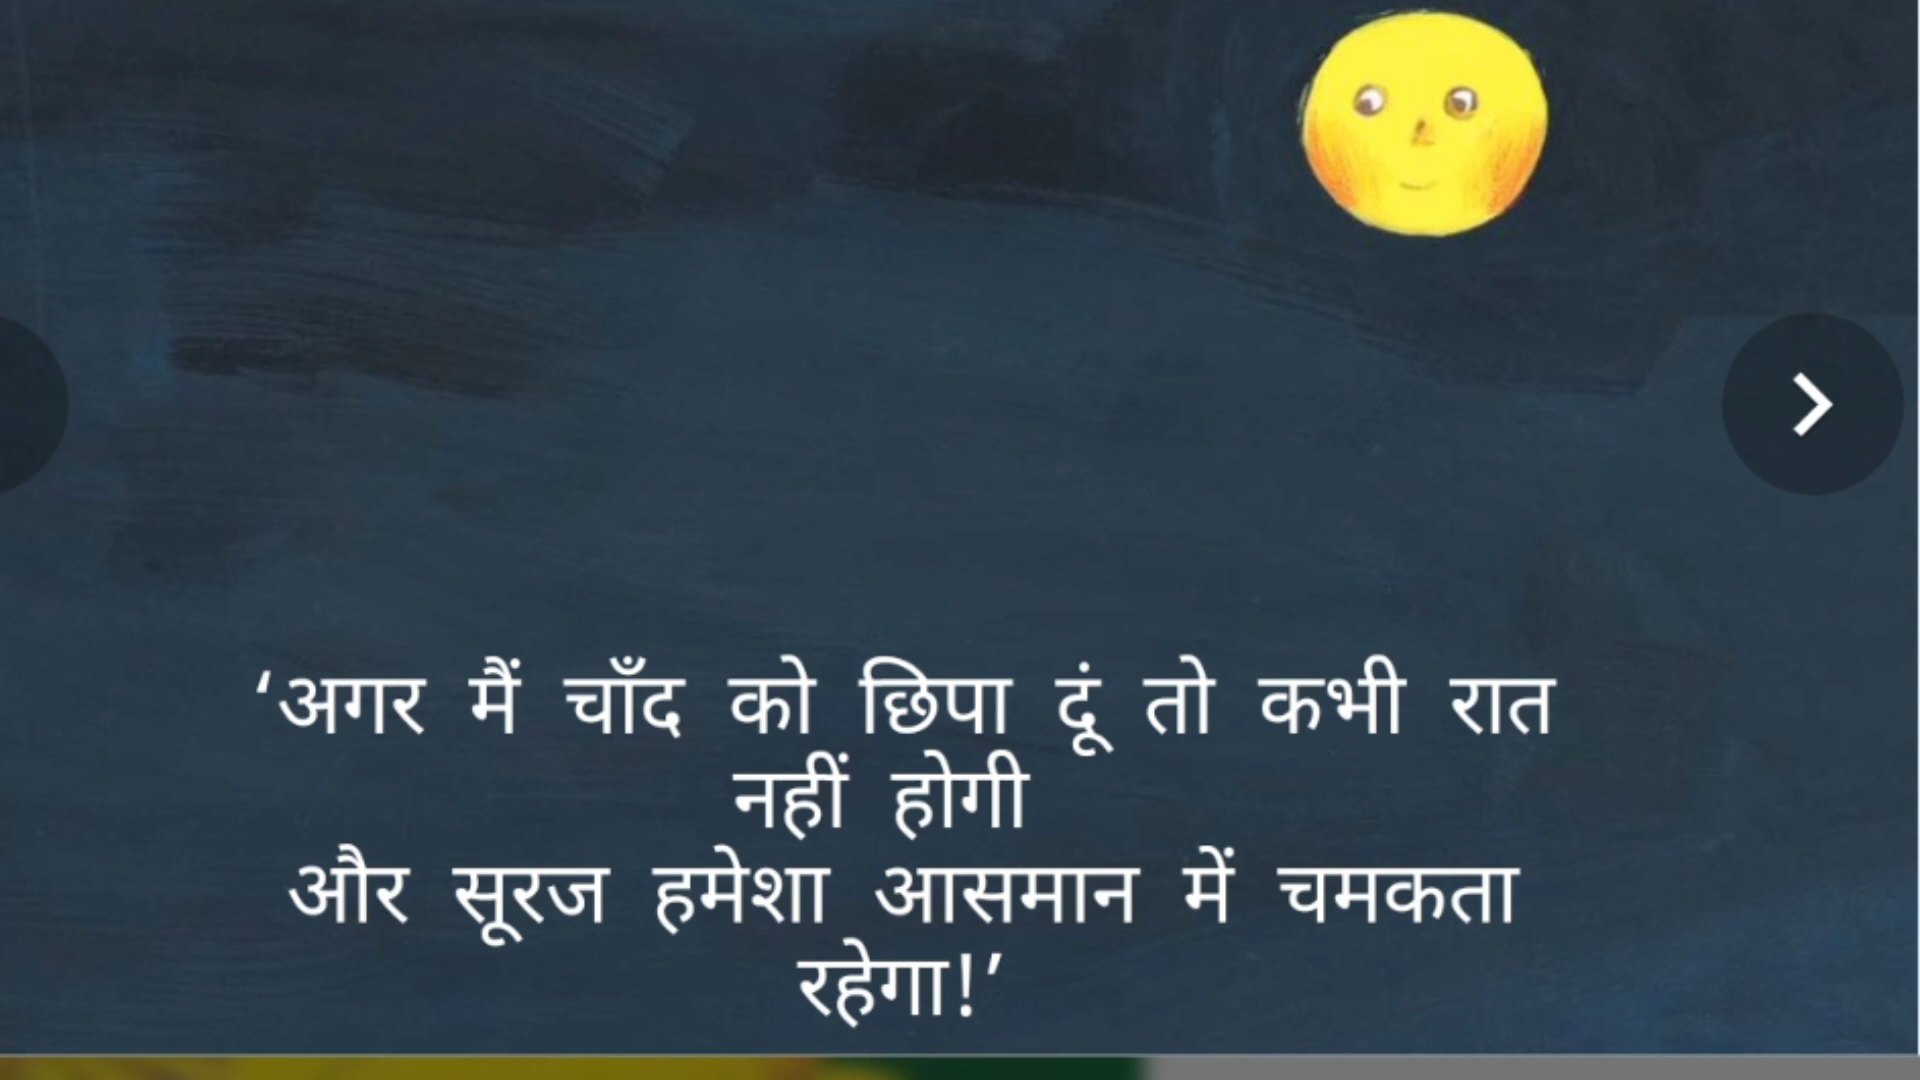 ‘अगर मैं चाँद को छिपा दूं तो कभी रात
नहीं होगी
और सूरज हमेशा आसमान में चमकता
रहेगा!’